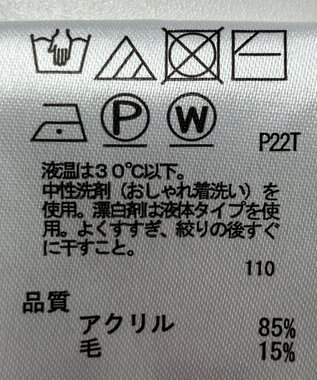 P W P22T
液温は30℃以下。
中性洗剤（おしゃれ着洗い）を
使用。漂白剤は液体タイプを使
用。よくすすぎ、絞りの後すぐ
に干すこと。
110
品質
アクリル 85%
毛 15%